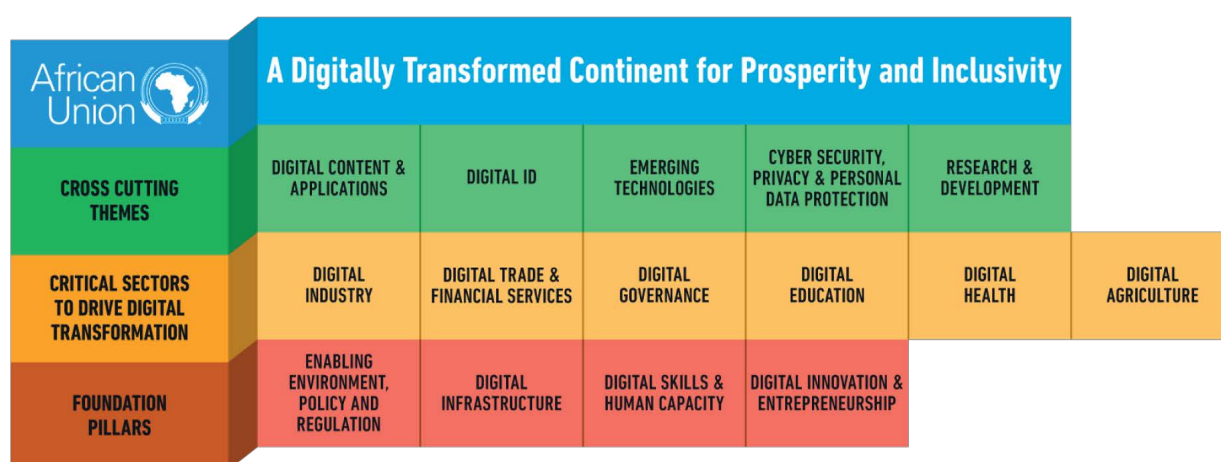 African
Union
A Digitally Transformed Continent for Prosperity and Inclusivity
CROSS CUTTING
THEMES
DIGITAL CONTENT &
APPLICATIONS
DIGITAL ID
EMERGING
TECHNOLOGIES
CYBER SECURITY,
PRIVACY & PERSONAL
DATA PROTECTION
RESEARCH &
DEVELOPMENT
CRITICAL SECTORS
TO DRIVE DIGITAL
TRANSFORMATION
DIGITAL
INDUSTRY
DIGITAL TRADE &
FINANCIAL SERVICES
DIGITAL
GOVERNANCE
DIGITAL
EDUCATION
DIGITAL
HEALTH
DIGITAL
AGRICULTURE
FOUNDATION
PILLARS
ENABLING
ENVIRONMENT,
POLICY AND
REGULATION
DIGITAL
INFRASTRUCTURE
DIGITAL SKILLS &
HUMAN CAPACITY
DIGITAL INNOVATION &
ENTREPRENEURSHIP